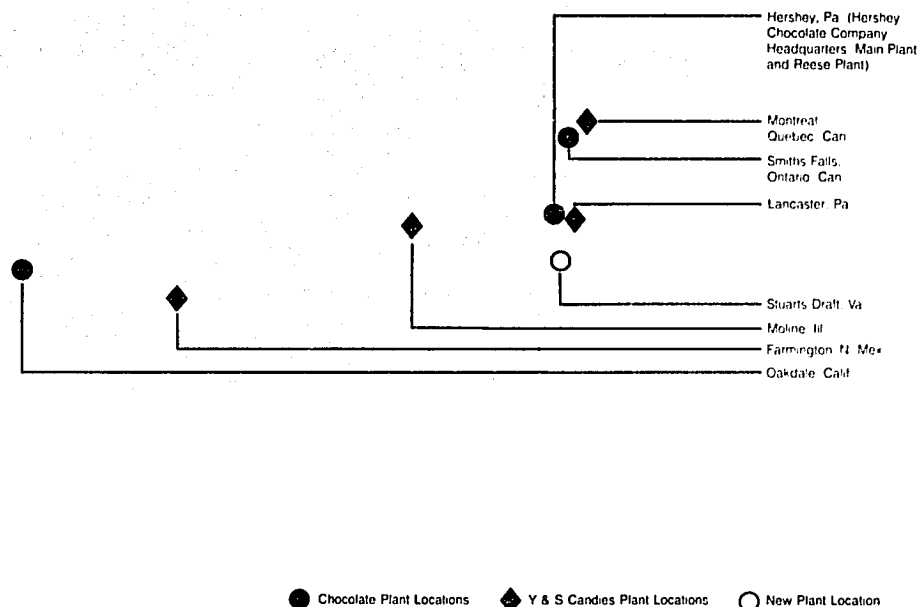 Hershey, Pa (Hershey
Chocolate Company
Headquarters Main Plant
and Reese Plant)
Montreal
Quebec Can
Smiths Falls,
Ontario Can
Lancaster, Pa
Stuarts Draft, Va
Moline Ill
Farmington N Mex
Oakdale Calif
Chocolate Plant Locations
Y & S Candies Plant Locations
New Plant Location